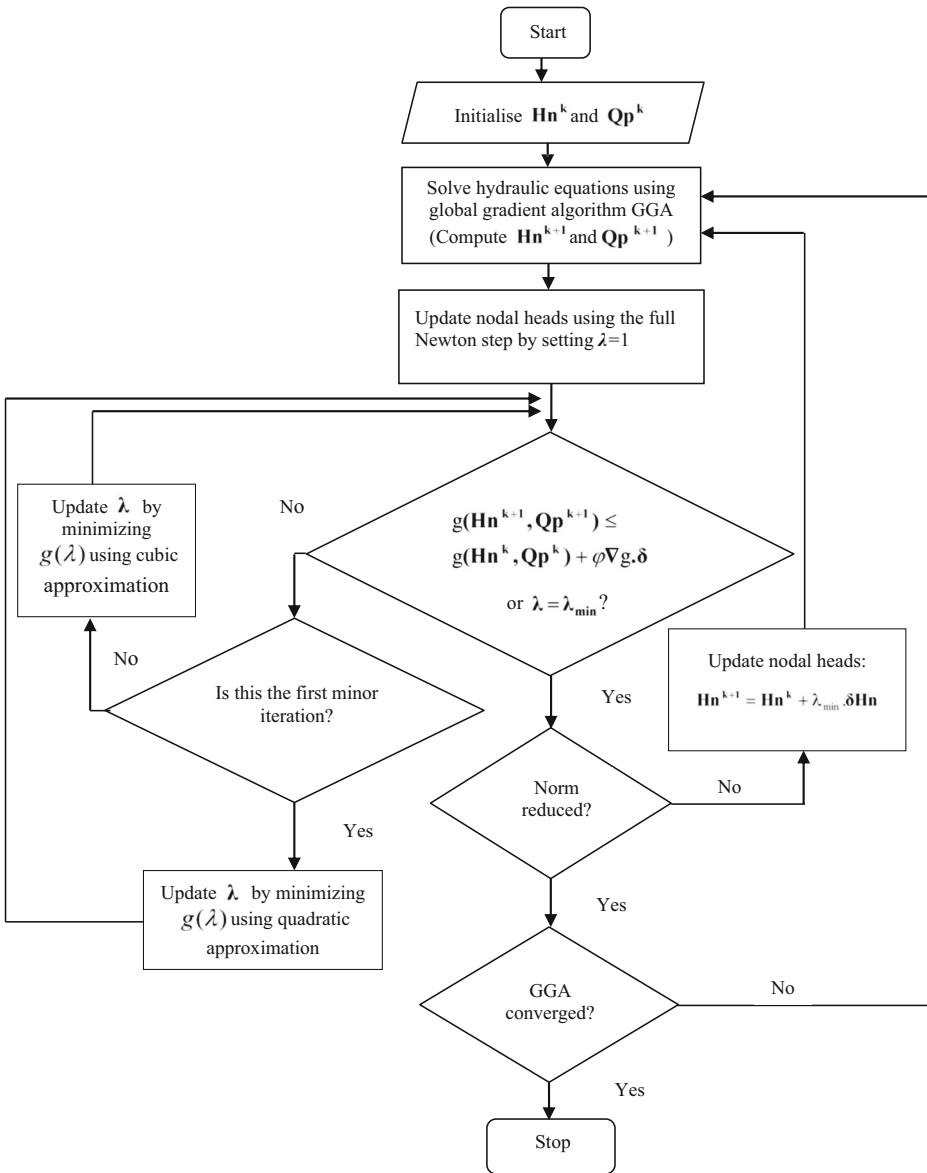 Start
Initialise Hn^k and Qp^k
Solve hydraulic equations using
global gradient algorithm GGA
(Compute Hn^k+1 and Qp^k+1 )
Update nodal heads using the full
Newton step by setting λ=1
No
g(Hn^k+1, Qp^k+1) ≤
g(Hn^k, Qp^k) + φ∇g.δ
or λ = λmin ?
Update λ by
minimizing
g(λ) using cubic
approximation
No
Is this the first minor
iteration?
Yes
Update λ by minimizing
g(λ) using quadratic
approximation
Yes
Update nodal heads:
Hn^k+1 = Hn^k + λmin.δHn
Norm
reduced?
No
Yes
GGA
converged?
No
Yes
Stop